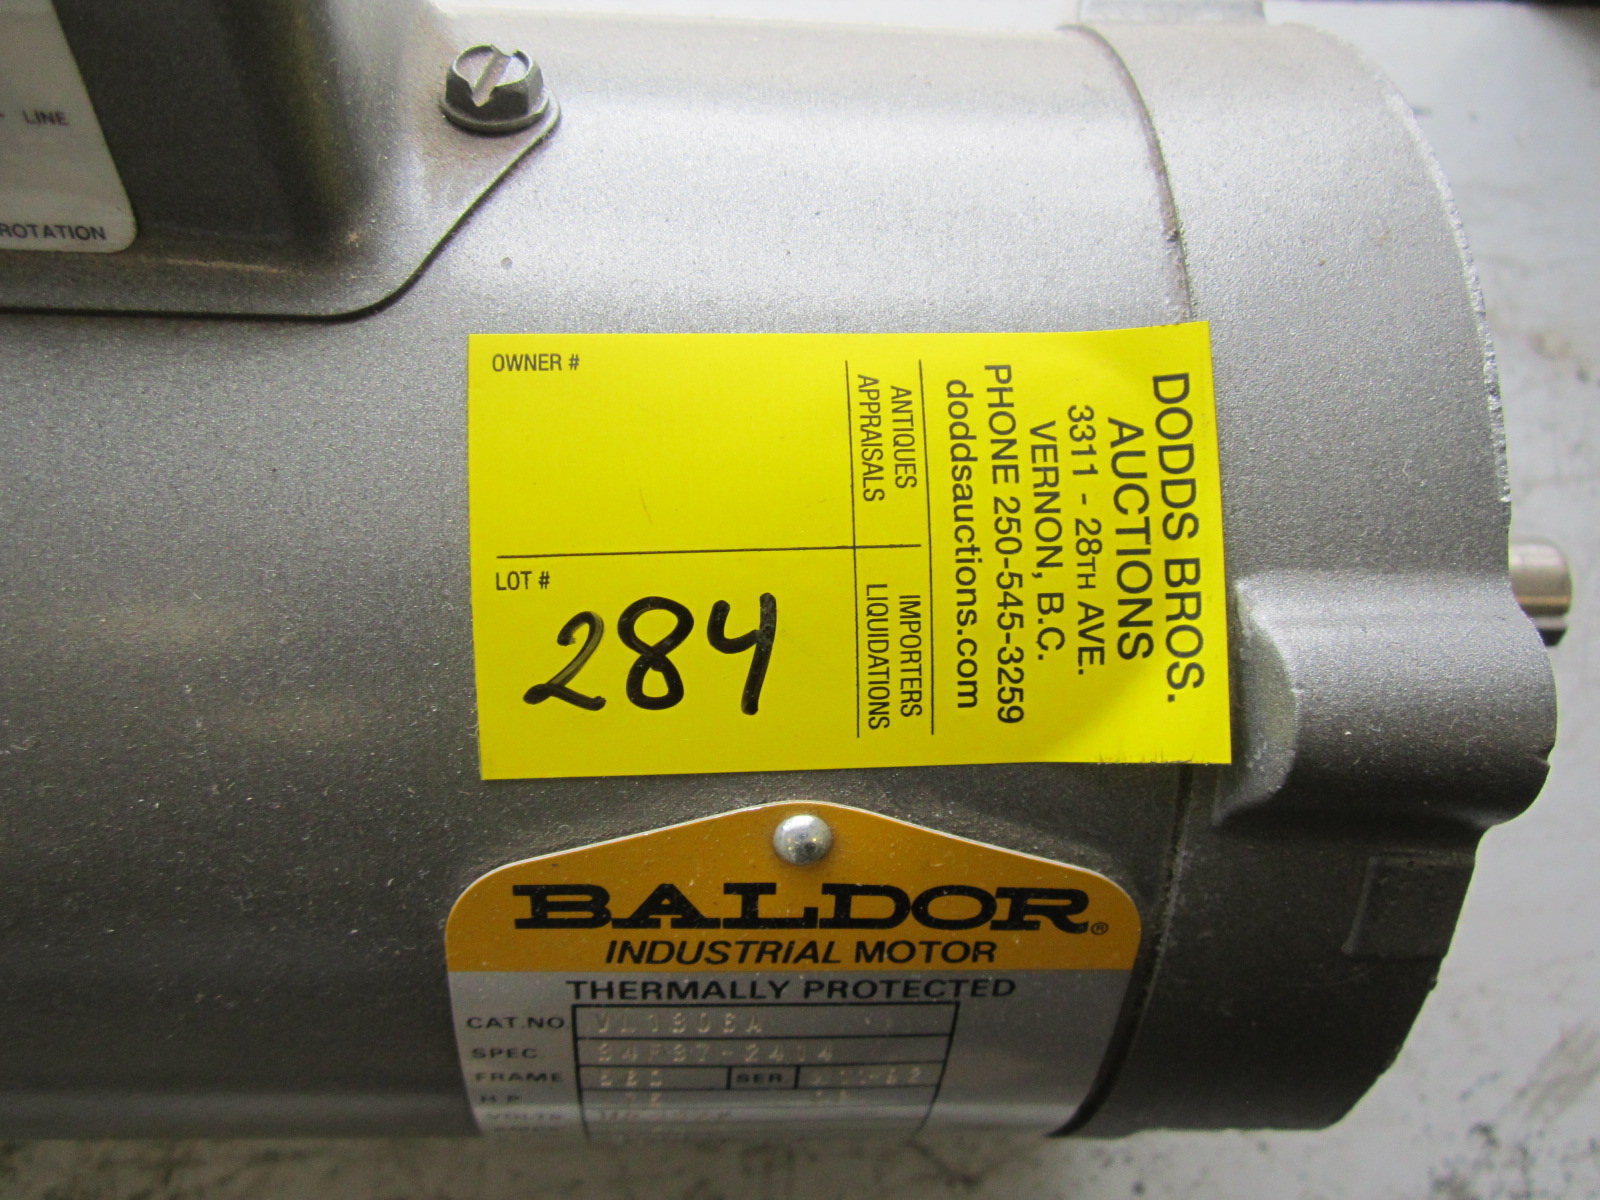 LINE
ROTATION
OWNER #
LOT #
284
DODDS BROS.
AUCTIONS
3311 - 28TH AVE.
VERNON, B.C.
PHONE 250-545-3259
doddsauctions.com
ANTIQUES IMPORTERS
APPRAISALS LIQUIDATIONS
BALDOR®
INDUSTRIAL MOTOR
THERMALLY PROTECTED
CAT.NO.
SPEC
FRAME SER.
H.P.
VOLTS